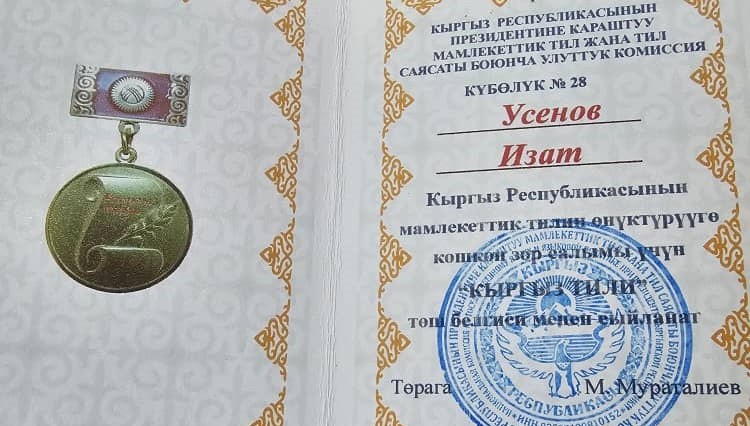 КЫРГЫЗ РЕСПУБЛИКАСЫНЫН
ПРЕЗИДЕНТИНЕ КАРАШТУУ
МАМЛЕКЕТТИК ТИЛ ЖАНА ТИЛ
САЯСАТЫ БОЮНЧА УЛУТТУК КОМИССИЯ
КҮБӨЛҮК № 28
Усенов
Изат
Кыргыз Республикасынын
мамлекеттик тилин өнүктүрүүгө
кошкон зор салымы үчүн
“КЫРГЫЗ ТИЛИ”
төш белгиси менен сыйланат
Төрага М. Мураталиев